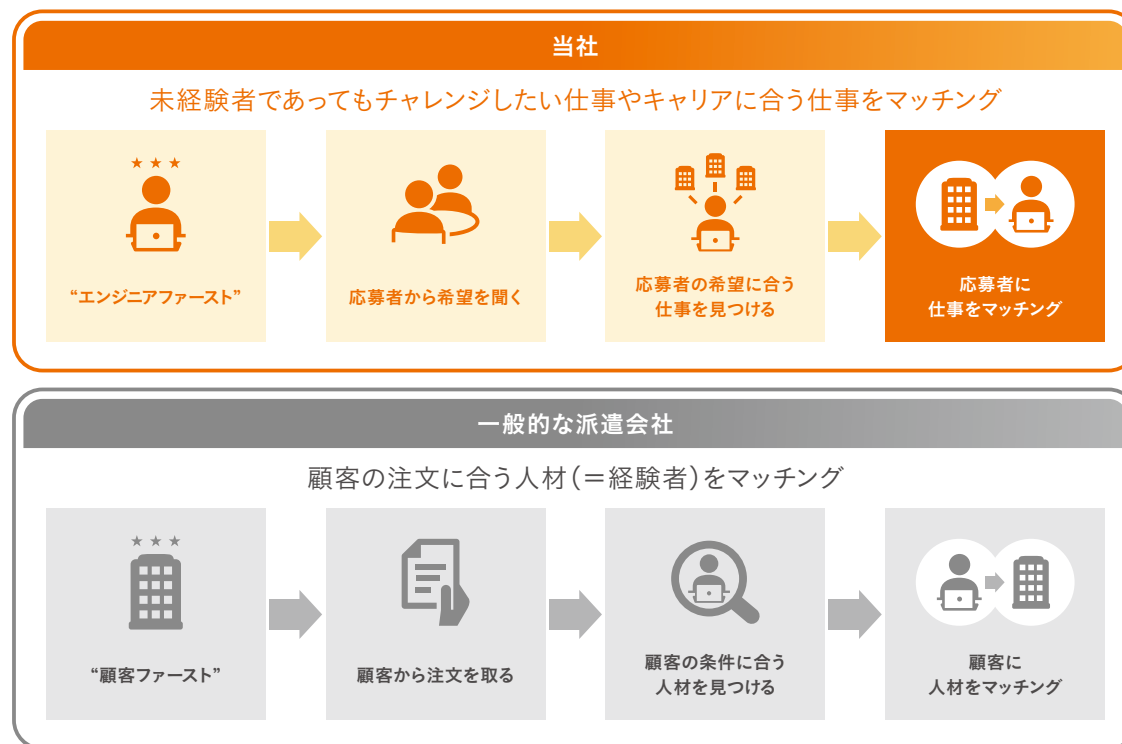 当社
未経験者であってもチャレンジしたい仕事やキャリアに合う仕事をマッチング
“エンジニアファースト”
応募者から希望を聞く
応募者の希望に合う
仕事を見つける
応募者に
仕事をマッチング
一般的な派遣会社
顧客の注文に合う人材(＝経験者)をマッチング
“顧客ファースト”
顧客から注文を取る
顧客の条件に合う
人材を見つける
顧客に
人材をマッチング